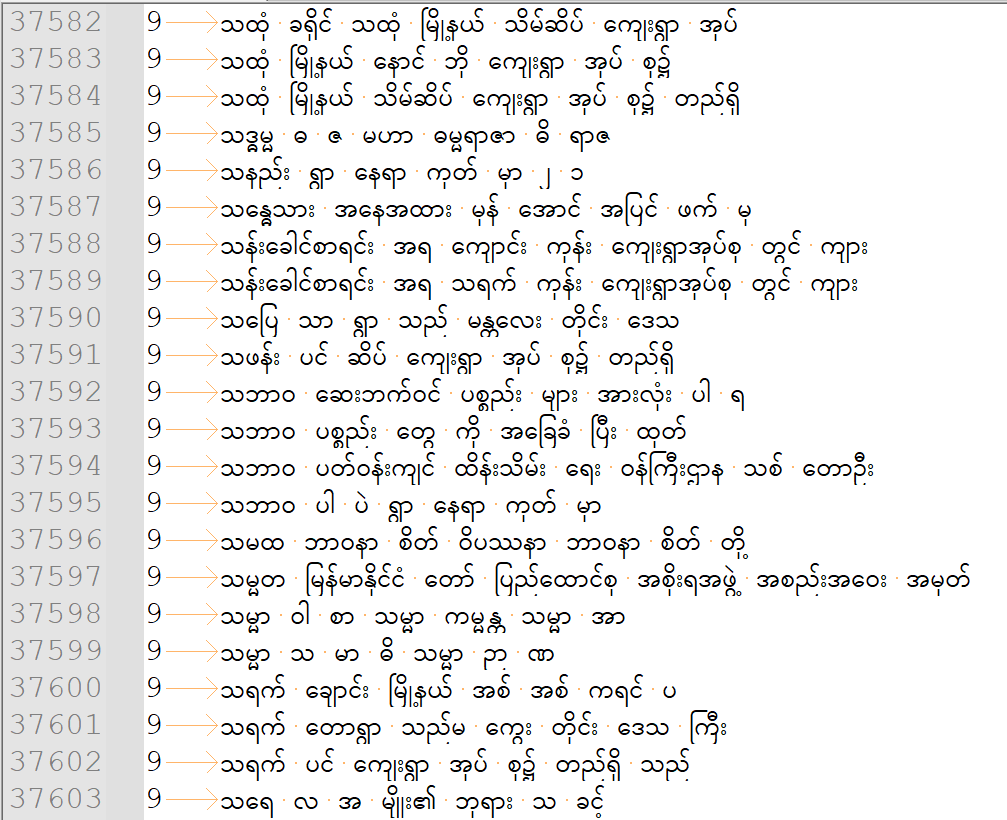 37582 9 သထုံ ခရိုင် သထုံ မြို့နယ် သိမ်ဆိပ် ကျေးရွာ အုပ်
37583 9 သထုံ မြို့နယ် နောင် ဘို ကျေးရွာ အုပ် စု၌
37584 9 သထုံ မြို့နယ် သိမ်ဆိပ် ကျေးရွာ အုပ် စု၌ တည်ရှိ
37585 9 သဒ္ဓမ္မ ဓ ဇ မဟာ ဓမ္မရာဇာ ဓိ ရာဇ
37586 9 သနည်း ရွာ နေရာ ကုတ် မှာ ၂ ၁
37587 9 သန္ဓေသား အနေအထား မှန် အောင် အပြင် ဖက် မှ
37588 9 သန်းခေါင်စာရင်း အရ ကျောင်း ကုန်း ကျေးရွာအုပ်စု တွင် ကျား
37589 9 သန်းခေါင်စာရင်း အရ သရက် ကုန်း ကျေးရွာအုပ်စု တွင် ကျား
37590 9 သပြေ သာ ရွာ သည် မန္တလေး တိုင်း ဒေသ
37591 9 သဖန်း ပင် ဆိပ် ကျေးရွာ အုပ် စု၌ တည်ရှိ
37592 9 သဘာဝ ဆေးဘက်ဝင် ပစ္စည်း များ အားလုံး ပါ ရ
37593 9 သဘာဝ ပစ္စည်း တွေ ကို အခြေခံ ပြီး ထုတ်
37594 9 သဘာဝ ပတ်ဝန်းကျင် ထိန်းသိမ်း ရေး ဝန်ကြီးဌာန သစ် တောဦး
37595 9 သဘာဝ ပါ ပဲ ရွာ နေရာ ကုတ် မှာ
37596 9 သမထ ဘာဝနာ စိတ် ဝိပဿနာ ဘာဝနာ စိတ် တို့
37597 9 သမ္မတ မြန်မာနိုင်ငံ တော် ပြည်ထောင်စု အစိုးရအဖွဲ့ အစည်းအဝေး အမှတ်
37598 9 သမ္မာ ဝါ စာ သမ္မာ ကမ္မန္တ သမ္မာ အာ
37599 9 သမ္မာ သ မာ ဓိ သမ္မာ ဉာ ဏ
37600 9 သရက် ချောင်း မြို့နယ် အစ် အစ် ကရင် ပ
37601 9 သရက် တောရွာ သည်မ ကွေး တိုင်း ဒေသ ကြီး
37602 9 သရက် ပင် ကျေးရွာ အုပ် စု၌ တည်ရှိ သည်
37603 9 သရေ လ အ မျိုး၏ ဘုရား သ ခင့်